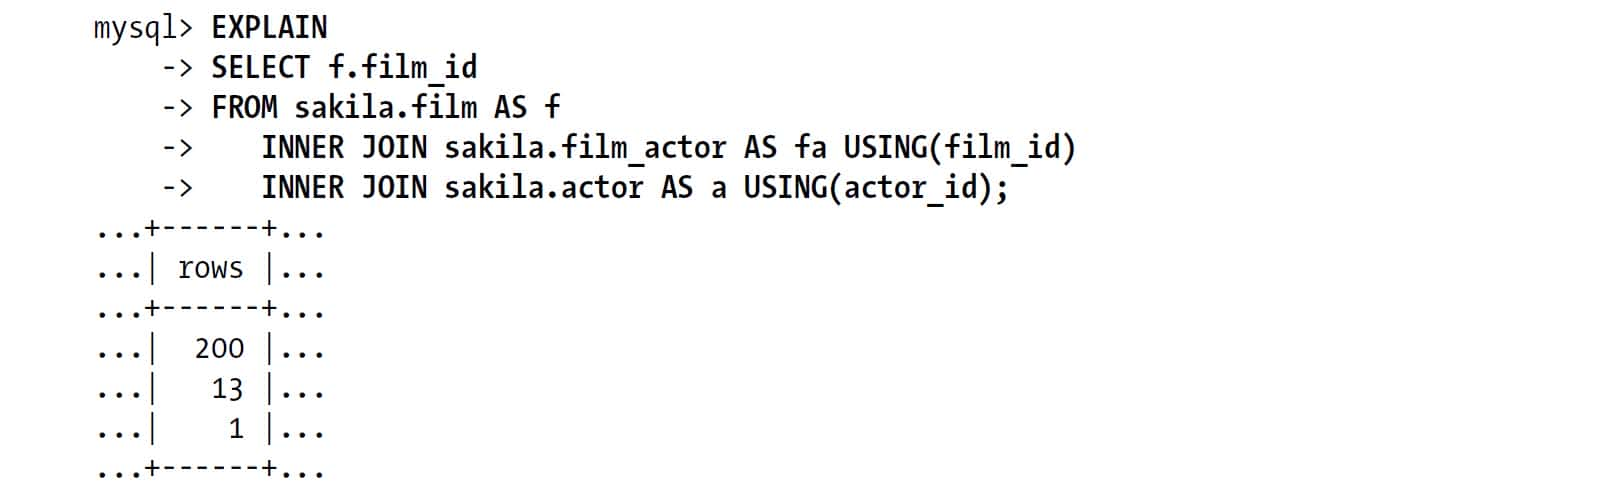 mysql> EXPLAIN
    -> SELECT f.film_id
    -> FROM sakila.film AS f
    ->    INNER JOIN sakila.film_actor AS fa USING(film_id)
    ->    INNER JOIN sakila.actor AS a USING(actor_id);
...+------+...
...| rows |...
...+------+...
...|  200 |...
...|   13 |...
...|    1 |...
...+------+...